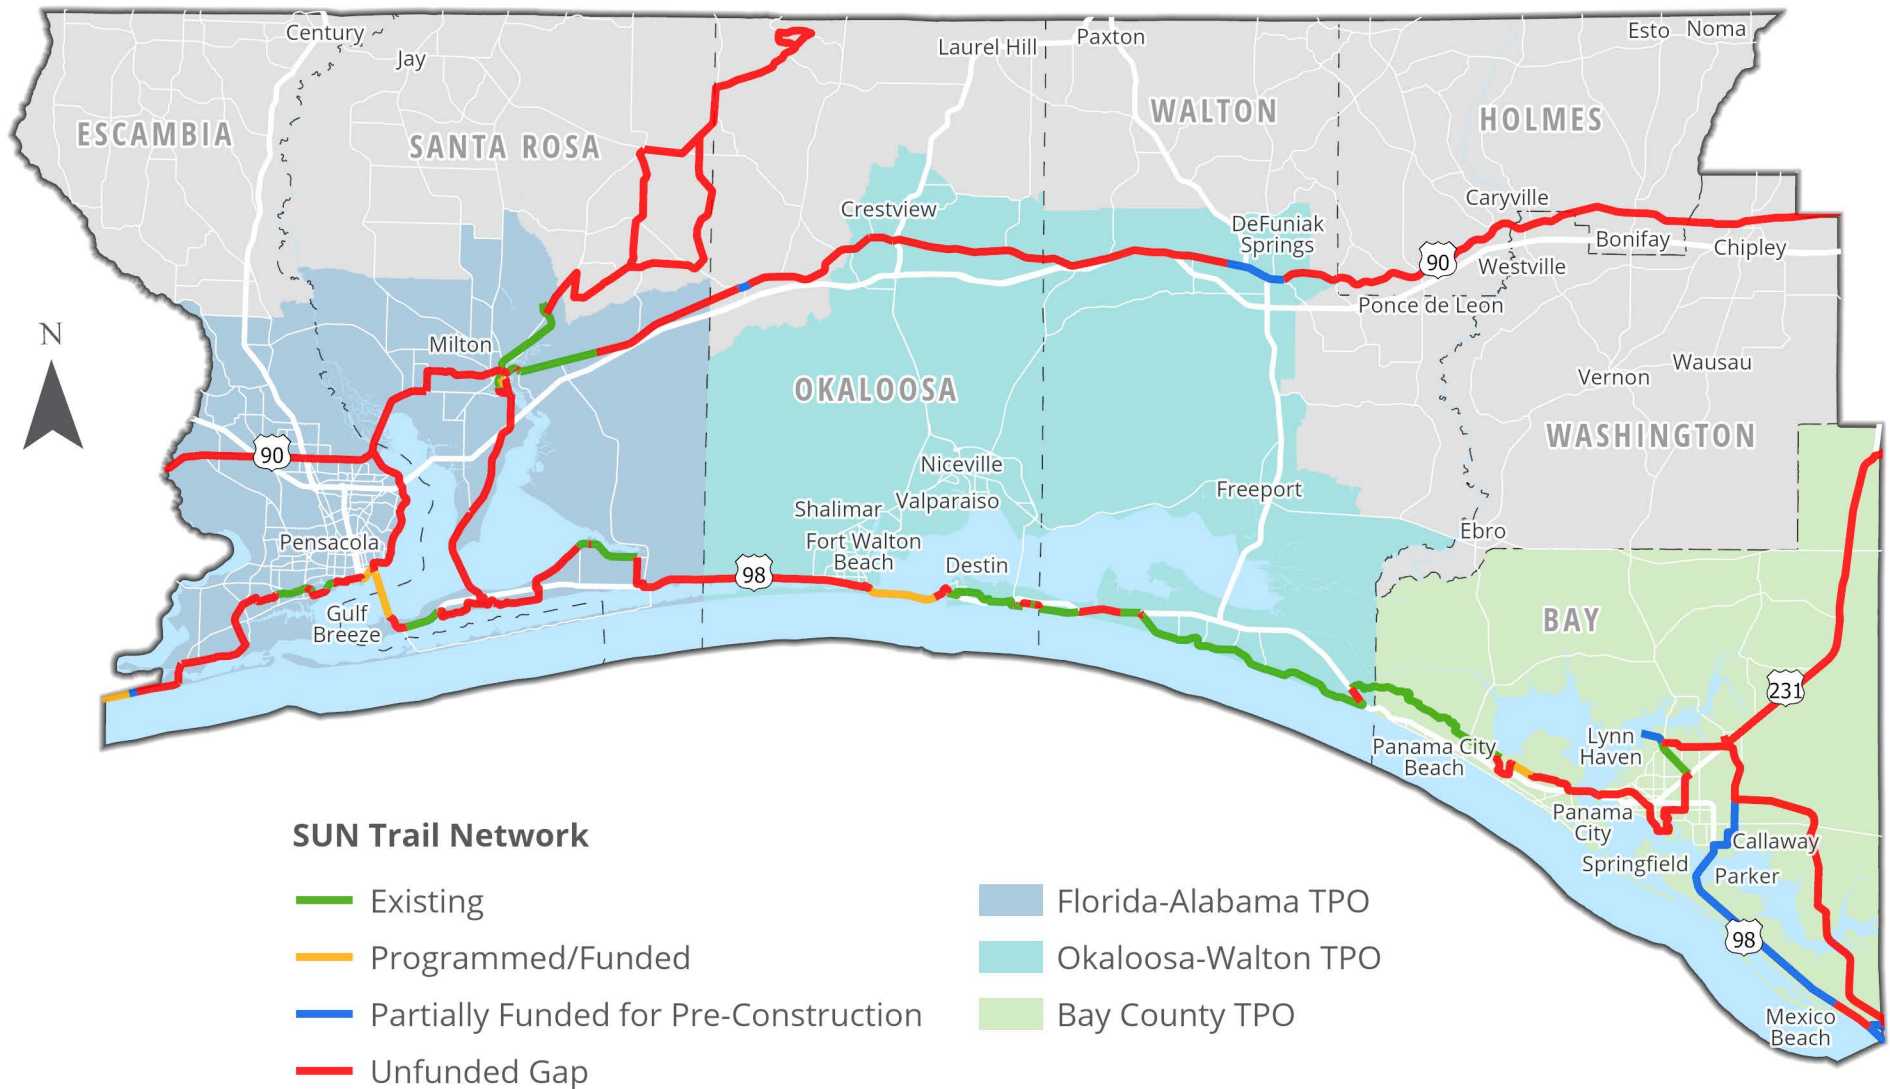 Century
Jay
Laurel Hill
Paxton
Esto
Noma
ESCAMBIA
SANTA ROSA
WALTON
HOLMES
Crestview
DeFuniak
Springs
Caryville
90
Bonifay
Chipley
Westville
Ponce de Leon
N
Milton
OKALOOSA
Vernon
Wausau
WASHINGTON
90
Niceville
Valparaiso
Shalimar
Freeport
Ebro
Pensacola
Fort Walton
Beach
Destin
98
Gulf
Breeze
BAY
231
Lynn
Haven
Panama City
Beach
Panama
City
Callaway
Springfield
Parker
98
Mexico
Beach
SUN Trail Network
Existing
Programmed/Funded
Partially Funded for Pre-Construction
Unfunded Gap
Florida-Alabama TPO
Okaloosa-Walton TPO
Bay County TPO